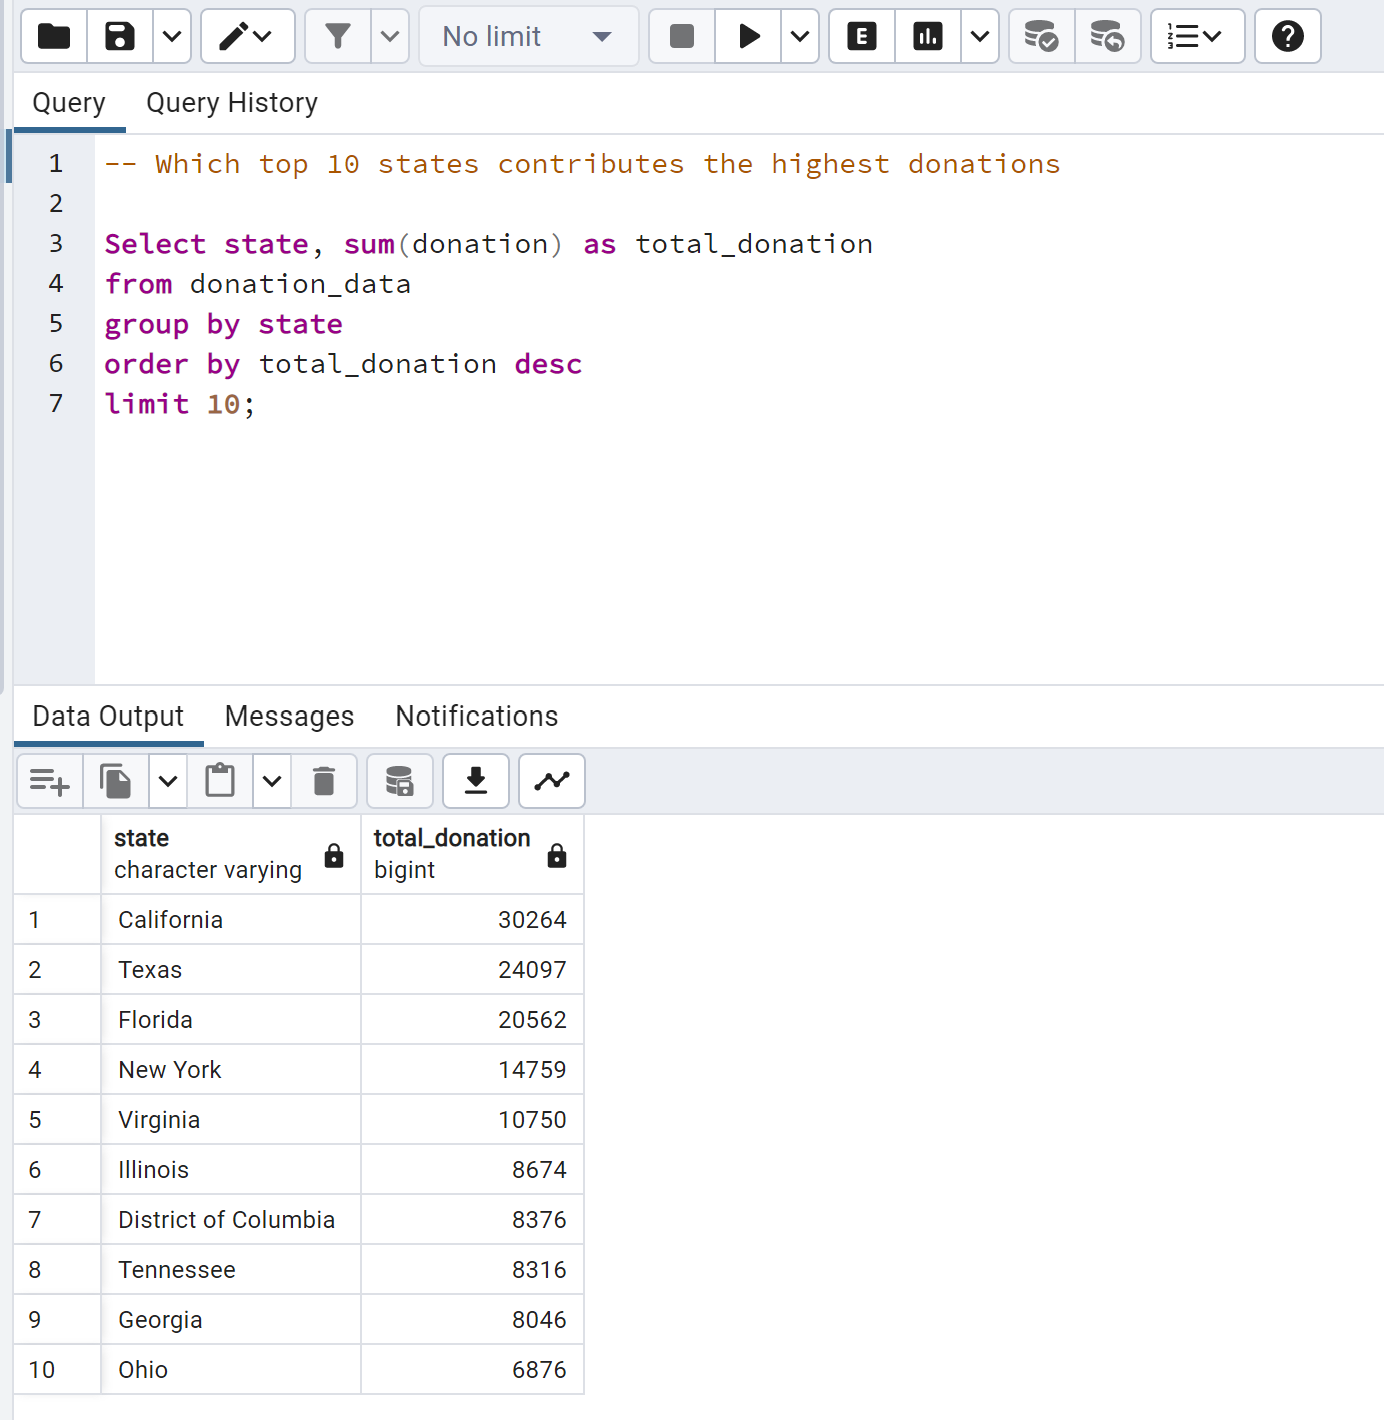 No limit
E
Query Query History
1 -- Which top 10 states contributes the highest donations
2
3 Select state, sum(donation) as total_donation
4 from donation_data
5 group by state
6 order by total_donation desc
7 limit 10;
Data Output Messages Notifications
state total_donation
character varying bigint
1 California 30264
2 Texas 24097
3 Florida 20562
4 New York 14759
5 Virginia 10750
6 Illinois 8674
7 District of Columbia 8376
8 Tennessee 8316
9 Georgia 8046
10 Ohio 6876